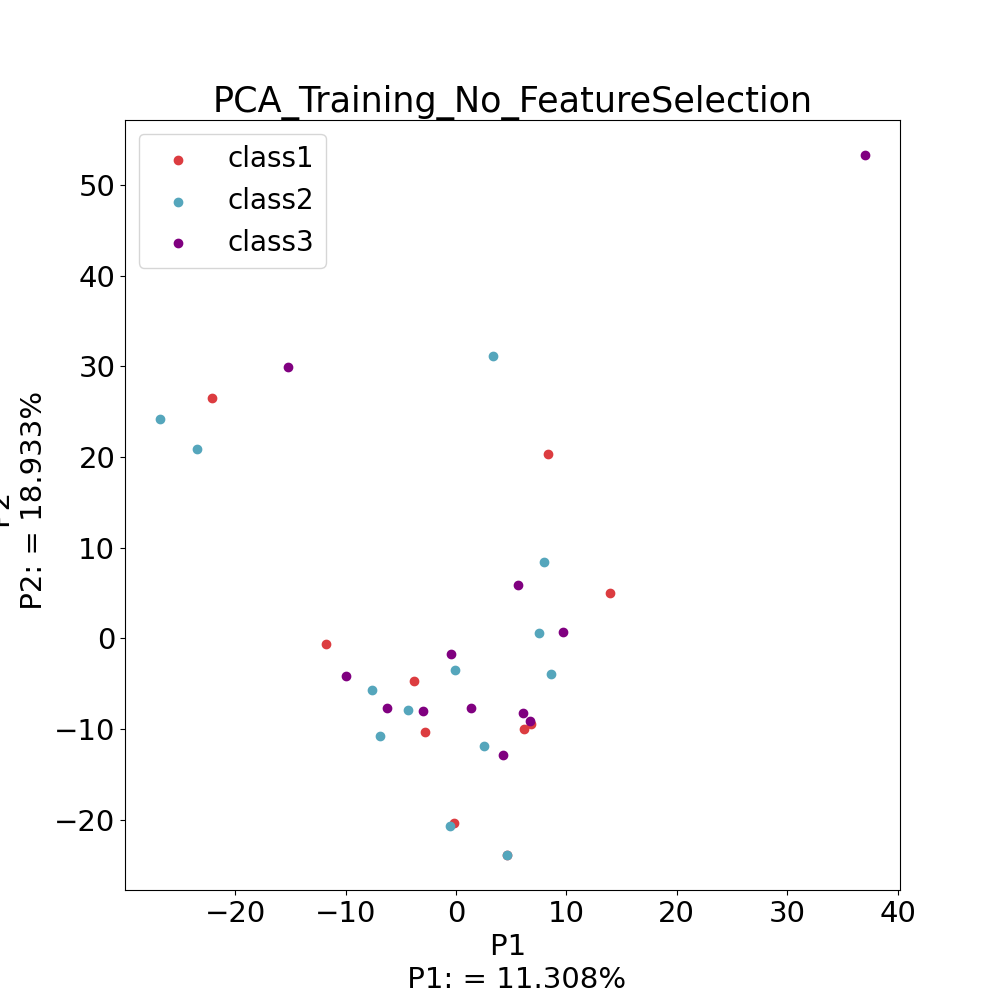 PCA_Training_No_FeatureSelection
class1
class2
class3
50
40
30
20
10
0
−10
−20
P2: = 18.933%
−20 −10 0 10 20 30 40
P1
P1: = 11.308%